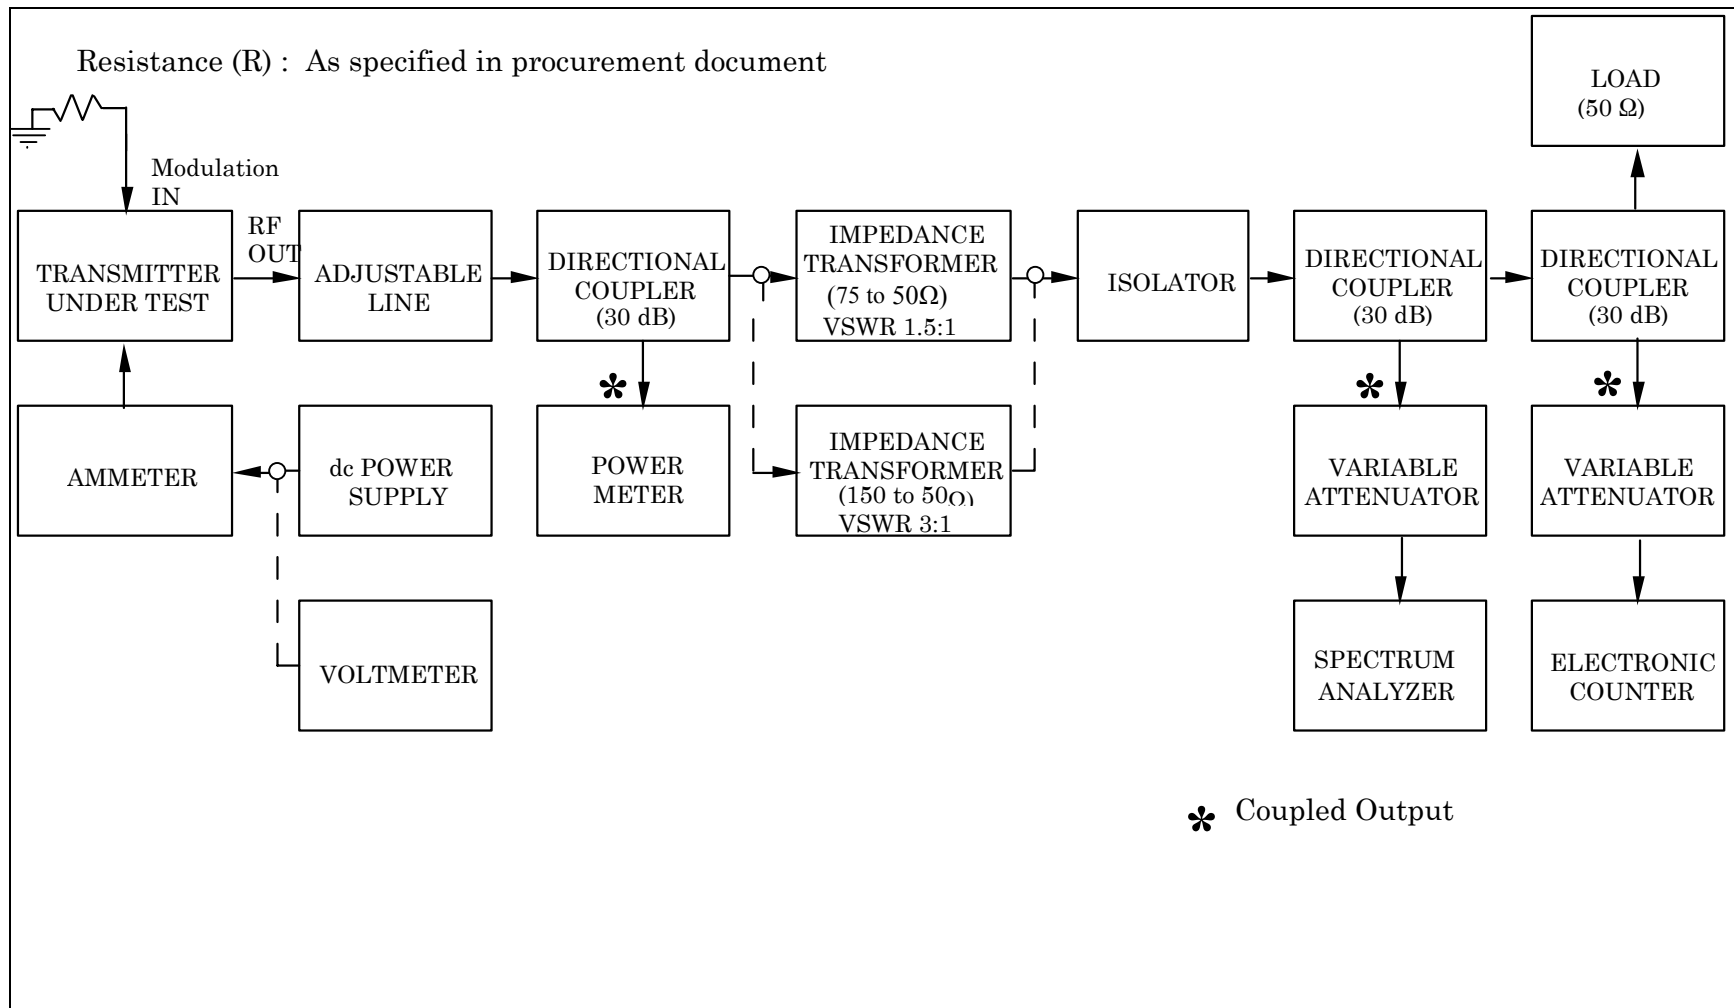 Resistance (R) :  As specified in procurement document
LOAD
(50 Ω)
Modulation
IN
RF
OUT
TRANSMITTER
UNDER TEST
ADJUSTABLE
LINE
DIRECTIONAL
COUPLER
(30 dB)
IMPEDANCE
TRANSFORMER
(75 to 50Ω)
VSWR 1.5:1
ISOLATOR
DIRECTIONAL
COUPLER
(30 dB)
DIRECTIONAL
COUPLER
(30 dB)
*
*
*
AMMETER
dc POWER
SUPPLY
POWER
METER
IMPEDANCE
TRANSFORMER
(150 to 50Ω)
VSWR 3:1
VARIABLE
ATTENUATOR
VARIABLE
ATTENUATOR
VOLTMETER
SPECTRUM
ANALYZER
ELECTRONIC
COUNTER
* Coupled Output